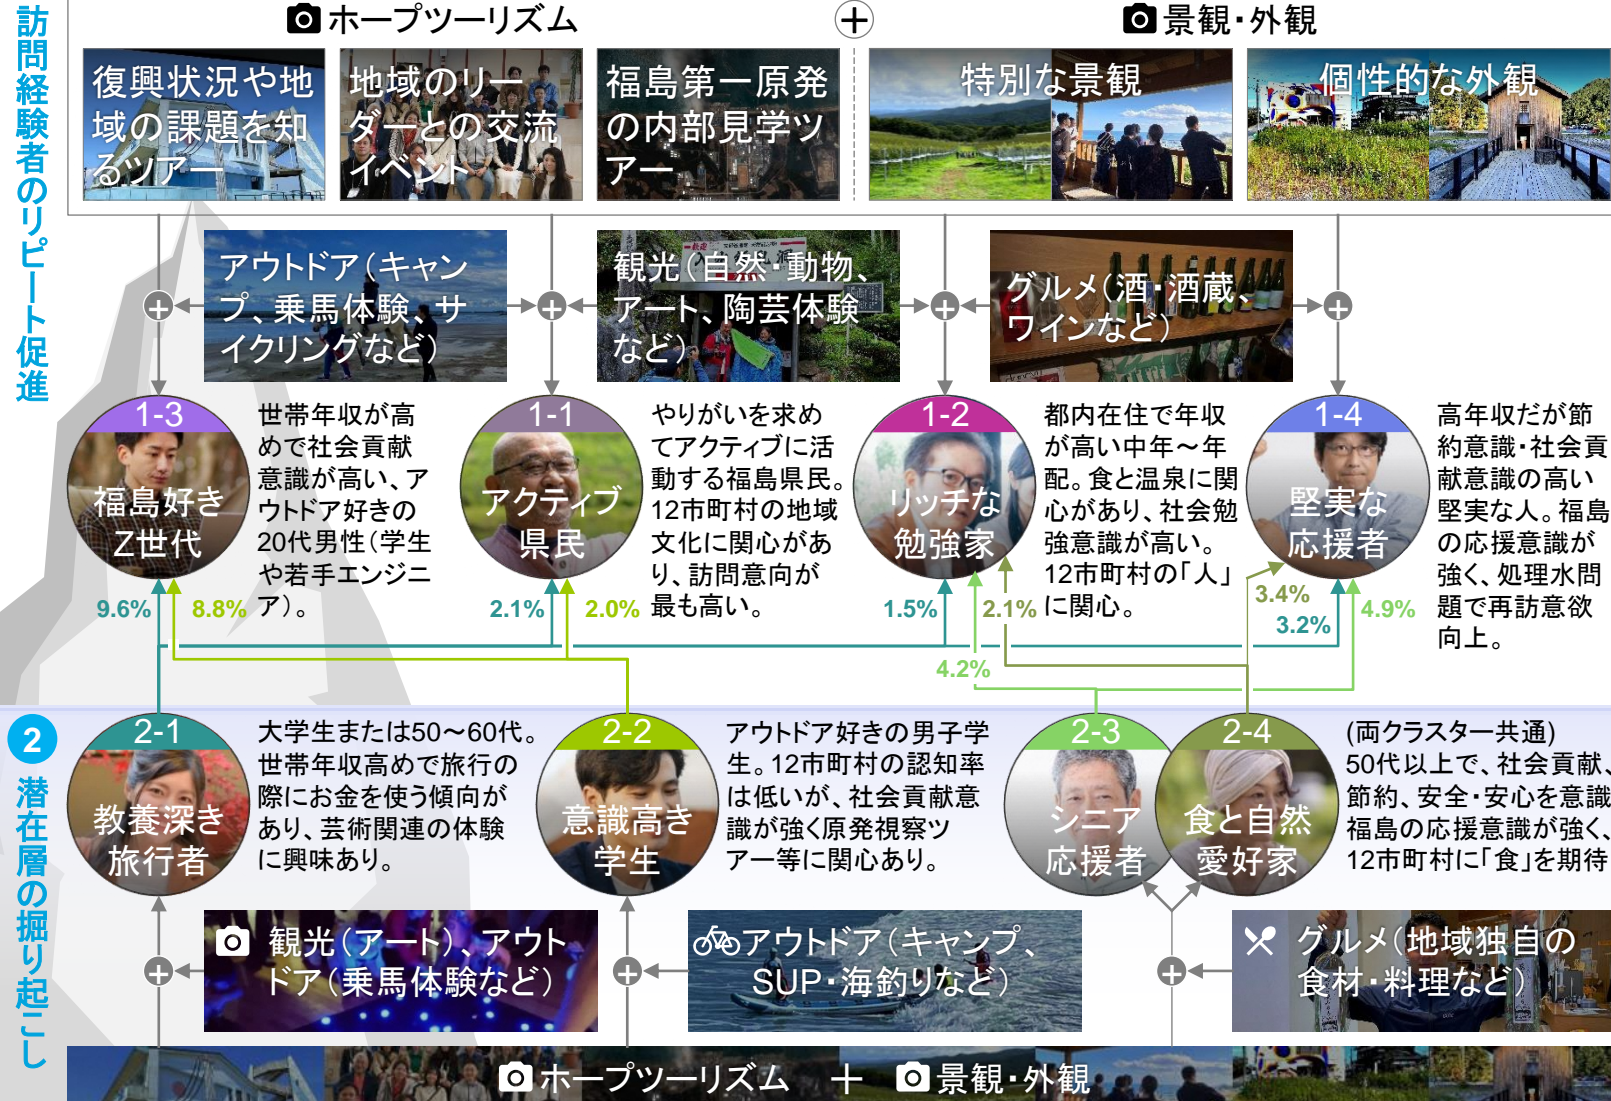 訪問経験者のリピート促進
ホープツーリズム
＋
景観・外観
復興状況や地
域の課題を知
るツアー
地域のリー
ダーとの交流
イベント
福島第一原発
の内部見学ツ
アー
特別な景観
個性的な外観
アウトドア（キャン
プ、乗馬体験、サ
イクリングなど）
観光（自然・動物、
アート、陶芸体験
など）
グルメ（酒・酒蔵、
ワインなど）
1-3
福島好き
Z世代
世帯年収が高
めで社会貢献
意識が高い、ア
ウトドア好きの
20代男性（学生
や若手エンジニ
ア）。
1-1
アクティブ
県民
やりがいを求め
てアクティブに活
動する福島県民。
12市町村の地域
文化に関心があ
り、訪問意向が
最も高い。
1-2
リッチな
勉強家
都内在住で年収
が高い中年～年
配。食と温泉に関
心があり、社会勉
強意識が高い。
12市町村の「人」
に関心。
1-4
堅実な
応援者
高年収だが節
約意識・社会貢
献意識の高い
堅実な人。福島
の応援意識が
強く、処理水問
題で再訪意欲
向上。
9.6%
8.8%
2.1%
2.0%
1.5%
2.1%
4.2%
3.4%
3.2%
4.9%
2
潜在層の掘り起こし
2-1
教養深き
旅行者
大学生または50～60代。
世帯年収高めで旅行の
際にお金を使う傾向が
あり、芸術関連の体験
に興味あり。
2-2
意識高き
学生
アウトドア好きの男子学
生。12市町村の認知率
は低いが、社会貢献意
識が強く原発視察ツ
アー等に関心あり。
2-3
シニア
応援者
2-4
食と自然
愛好家
(両クラスター共通)
50代以上で、社会貢献、
節約、安全・安心を意識
福島の応援意識が強く、
12市町村に「食」を期待
観光（アート）、アウト
ドア（乗馬体験など）
アウトドア（キャンプ、
SUP・海釣りなど）
グルメ（地域独自の
食材・料理など）
ホープツーリズム ＋ 景観・外観